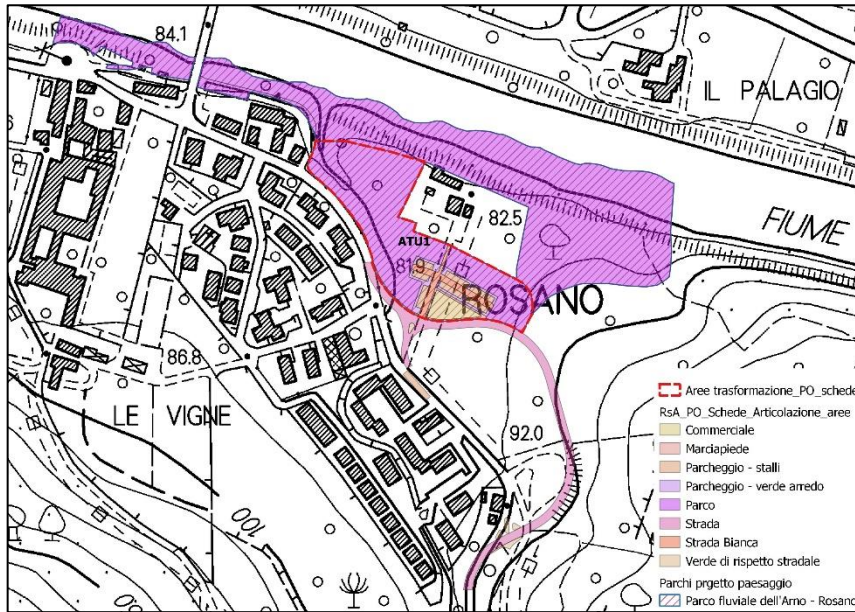 84.1
IL PALAGIO
82.5
FIUME
ATU1
81.9
ROSANO
86.8
LE VIGNE
92.0
100
Aree trasformazione_PO_schede
RsA_PO_Schede_Articolazione_aree
Commerciale
Marciapiede
Parcheggio - stalli
Parcheggio - verde arredo
Parco
Strada
Strada Bianca
Verde di rispetto stradale
Parchi prgetto paesaggio
Parco fluviale dell'Arno - Rosano